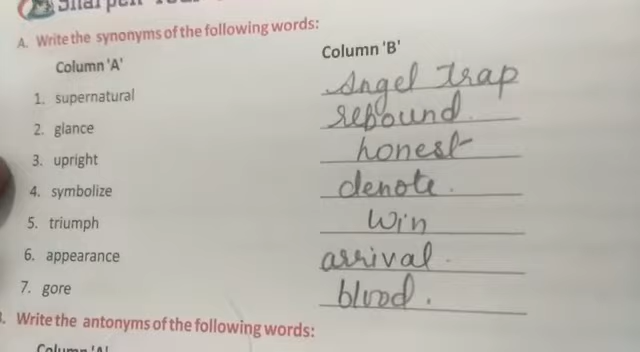 A. Write the synonyms of the following words:
Column 'A' Column 'B'
1. supernatural Angel trap
2. glance rebound.
3. upright honest
4. symbolize denote.
5. triumph Win
6. appearance arrival.
7. gore blood.
. Write the antonyms of the following words:
Column 'A'